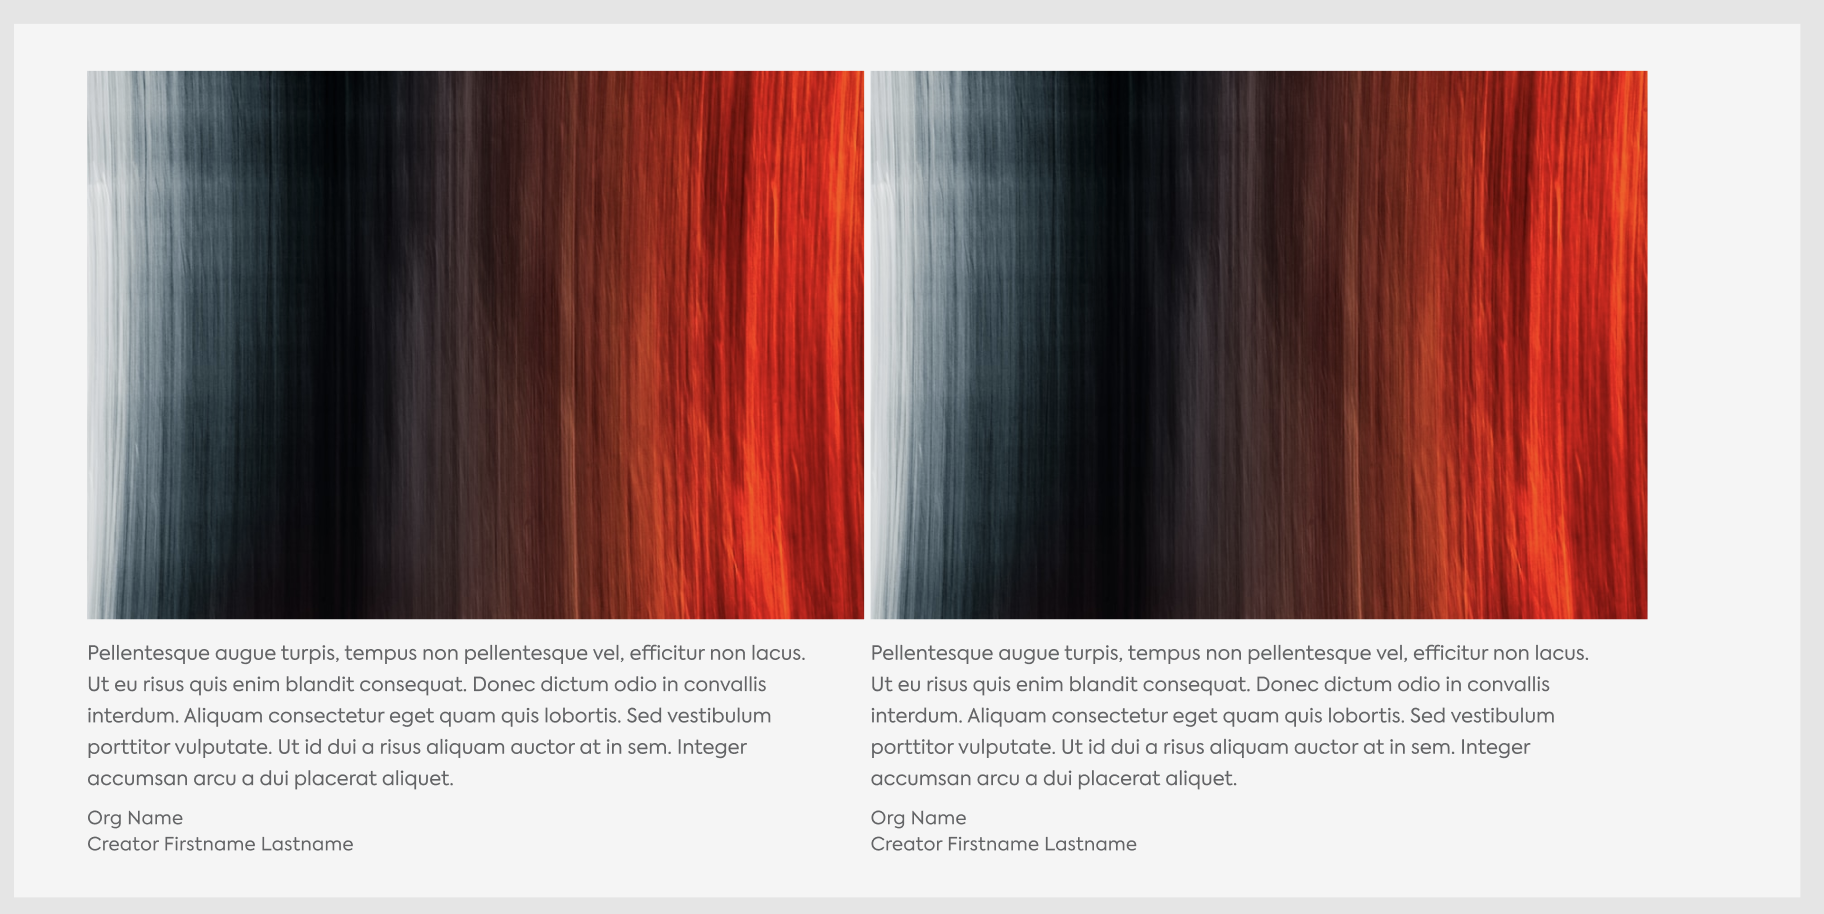 Pellentesque augue turpis, tempus non pellentesque vel, efficitur non lacus.
Ut eu risus quis enim blandit consequat. Donec dictum odio in convallis
interdum. Aliquam consectetur eget quam quis lobortis. Sed vestibulum
porttitor vulputate. Ut id dui a risus aliquam auctor at in sem. Integer
accumsan arcu a dui placerat aliquet.
Org Name
Creator Firstname Lastname
Pellentesque augue turpis, tempus non pellentesque vel, efficitur non lacus.
Ut eu risus quis enim blandit consequat. Donec dictum odio in convallis
interdum. Aliquam consectetur eget quam quis lobortis. Sed vestibulum
porttitor vulputate. Ut id dui a risus aliquam auctor at in sem. Integer
accumsan arcu a dui placerat aliquet.
Org Name
Creator Firstname Lastname